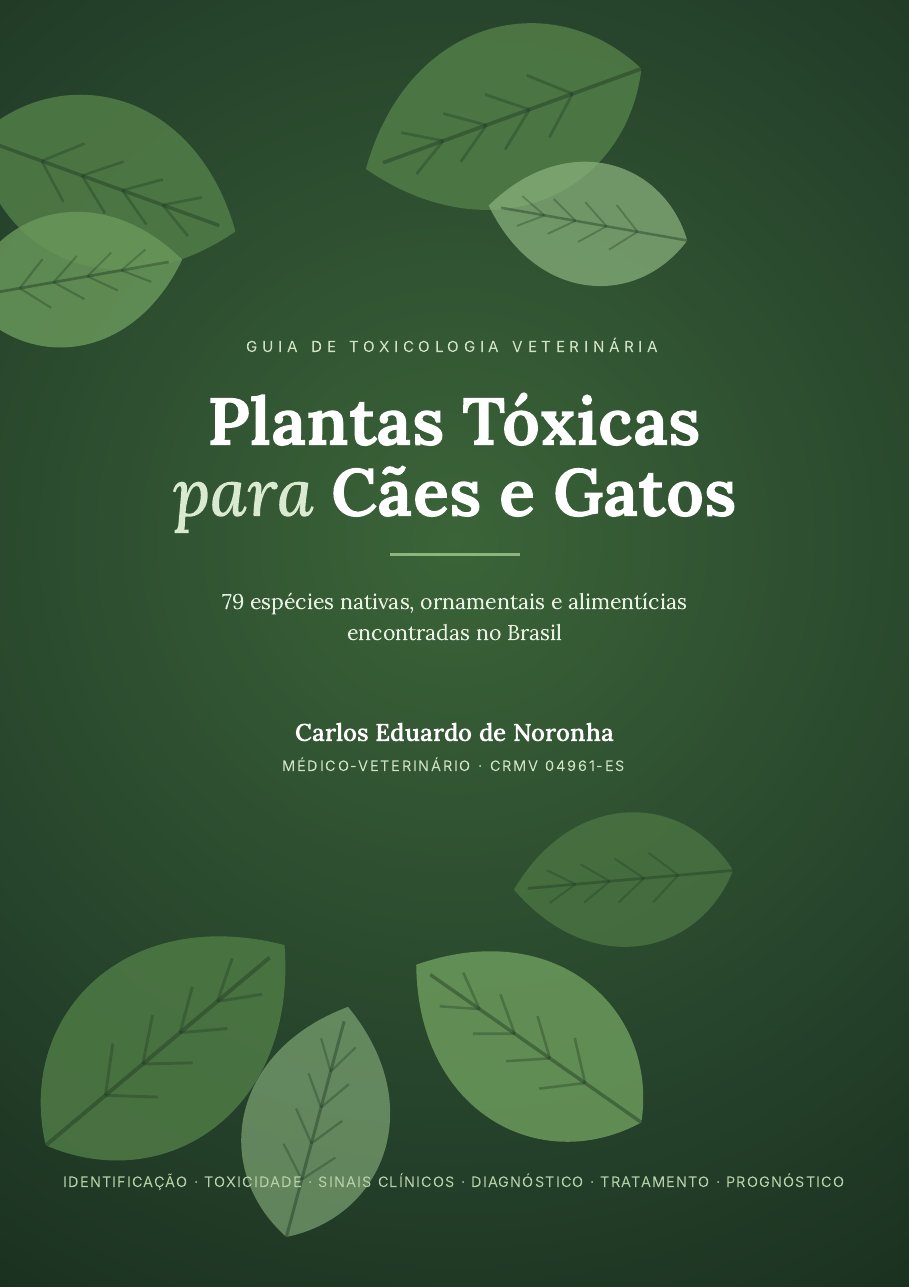 GUIA DE TOXICOLOGIA VETERINÁRIA
Plantas Tóxicas
para Cães e Gatos
79 espécies nativas, ornamentais e alimentícias
encontradas no Brasil
Carlos Eduardo de Noronha
MÉDICO-VETERINÁRIO · CRMV 04961-ES
IDENTIFICAÇÃO · TOXICIDADE · SINAIS CLÍNICOS · DIAGNÓSTICO · TRATAMENTO · PROGNÓSTICO